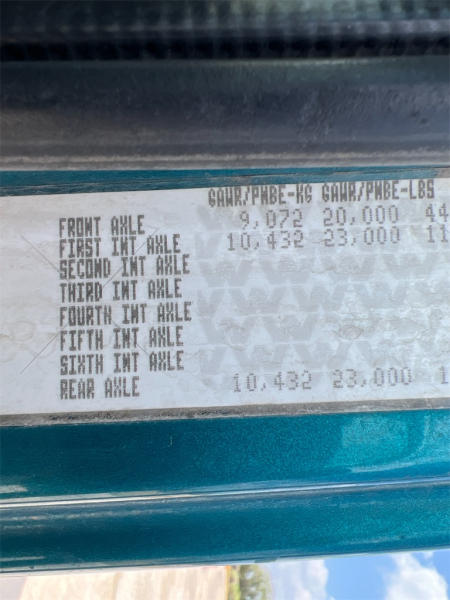 GAWR/PNBE-KG GAWR/PNBE-LBS
FRONT AXLE 9,072 20,000 44
FIRST INT AXLE 10,432 23,000 11
SECOND INT AXLE
THIRD INT AXLE
FOURTH INT AXLE
FIFTH INT AXLE
SIXTH INT AXLE
REAR AXLE 10,432 23,000 1